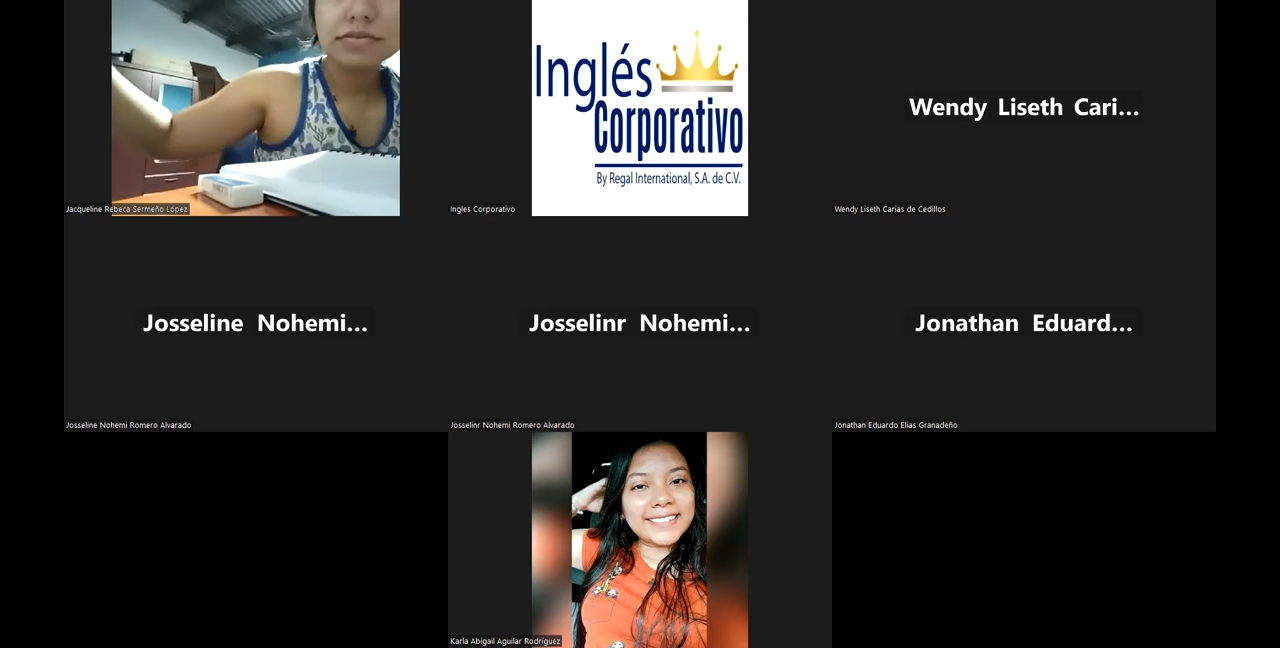 Inglés
Corporativo
By Regal International, S.A. de C.V.
Wendy Liseth Cari...
Jacqueline Rebeca Sermeño López
Ingles Corporativo
Wendy Liseth Carias de Cedillos
Josseline Nohemi...
Josselinr Nohemi...
Jonathan Eduard...
Josseline Nohemi Romero Alvarado
Josselinr Nohemi Romero Alvarado
Jonathan Eduardo Elias Granadeño
Karla Abigail Aguilar Rodríguez